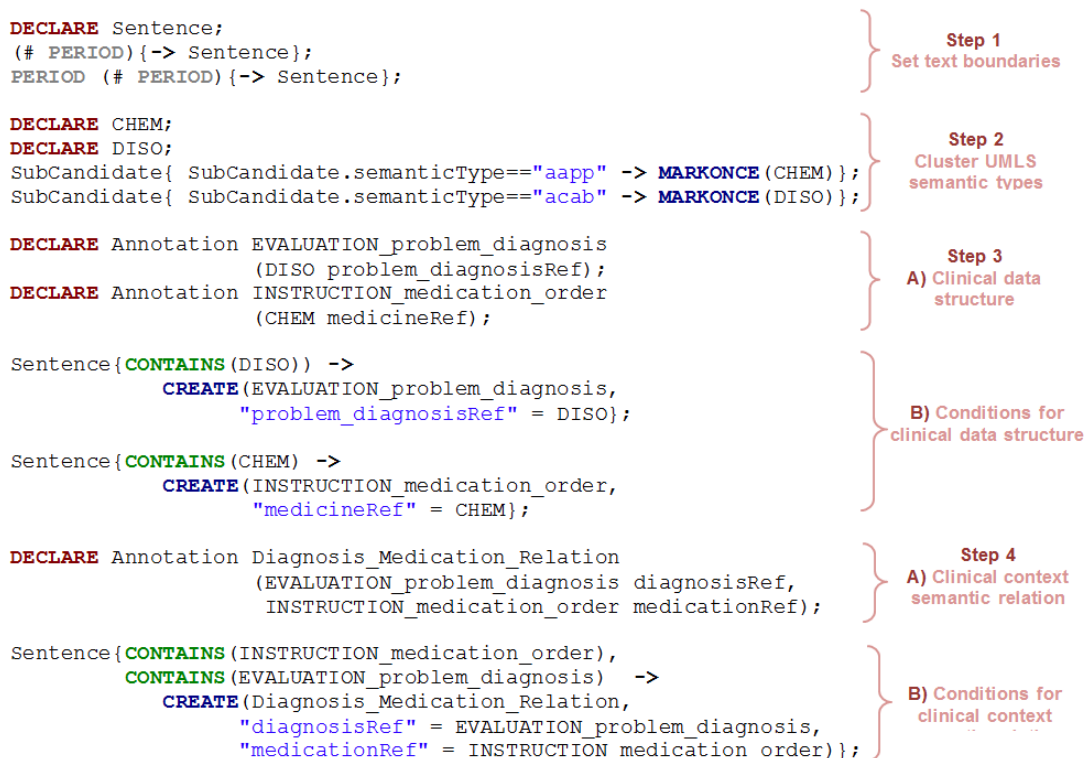 DECLARE Sentence;
(# PERIOD){-> Sentence};
PERIOD (# PERIOD){-> Sentence};
Step 1
Set text boundaries
DECLARE CHEM;
DECLARE DISO;
SubCandidate{ SubCandidate.semanticType=="aapp" -> MARKONCE(CHEM)};
SubCandidate{ SubCandidate.semanticType=="acab" -> MARKONCE(DISO)};
Step 2
Cluster UMLS
semantic types
DECLARE Annotation EVALUATION_problem_diagnosis
(DISO problem_diagnosisRef);
DECLARE Annotation INSTRUCTION_medication_order
(CHEM medicineRef);
Step 3
A) Clinical data
structure
Sentence{CONTAINS(DISO)) ->
CREATE(EVALUATION_problem_diagnosis,
"problem_diagnosisRef" = DISO};
Sentence{CONTAINS(CHEM) ->
CREATE(INSTRUCTION_medication_order,
"medicineRef" = CHEM};
B) Conditions for
clinical data structure
DECLARE Annotation Diagnosis_Medication_Relation
(EVALUATION_problem_diagnosis diagnosisRef,
INSTRUCTION_medication_order medicationRef);
Step 4
A) Clinical context
semantic relation
Sentence{CONTAINS(INSTRUCTION_medication_order),
CONTAINS(EVALUATION_problem_diagnosis) ->
CREATE(Diagnosis_Medication_Relation,
"diagnosisRef" = EVALUATION_problem_diagnosis,
"medicationRef" = INSTRUCTION medication order)};
B) Conditions for
clinical context